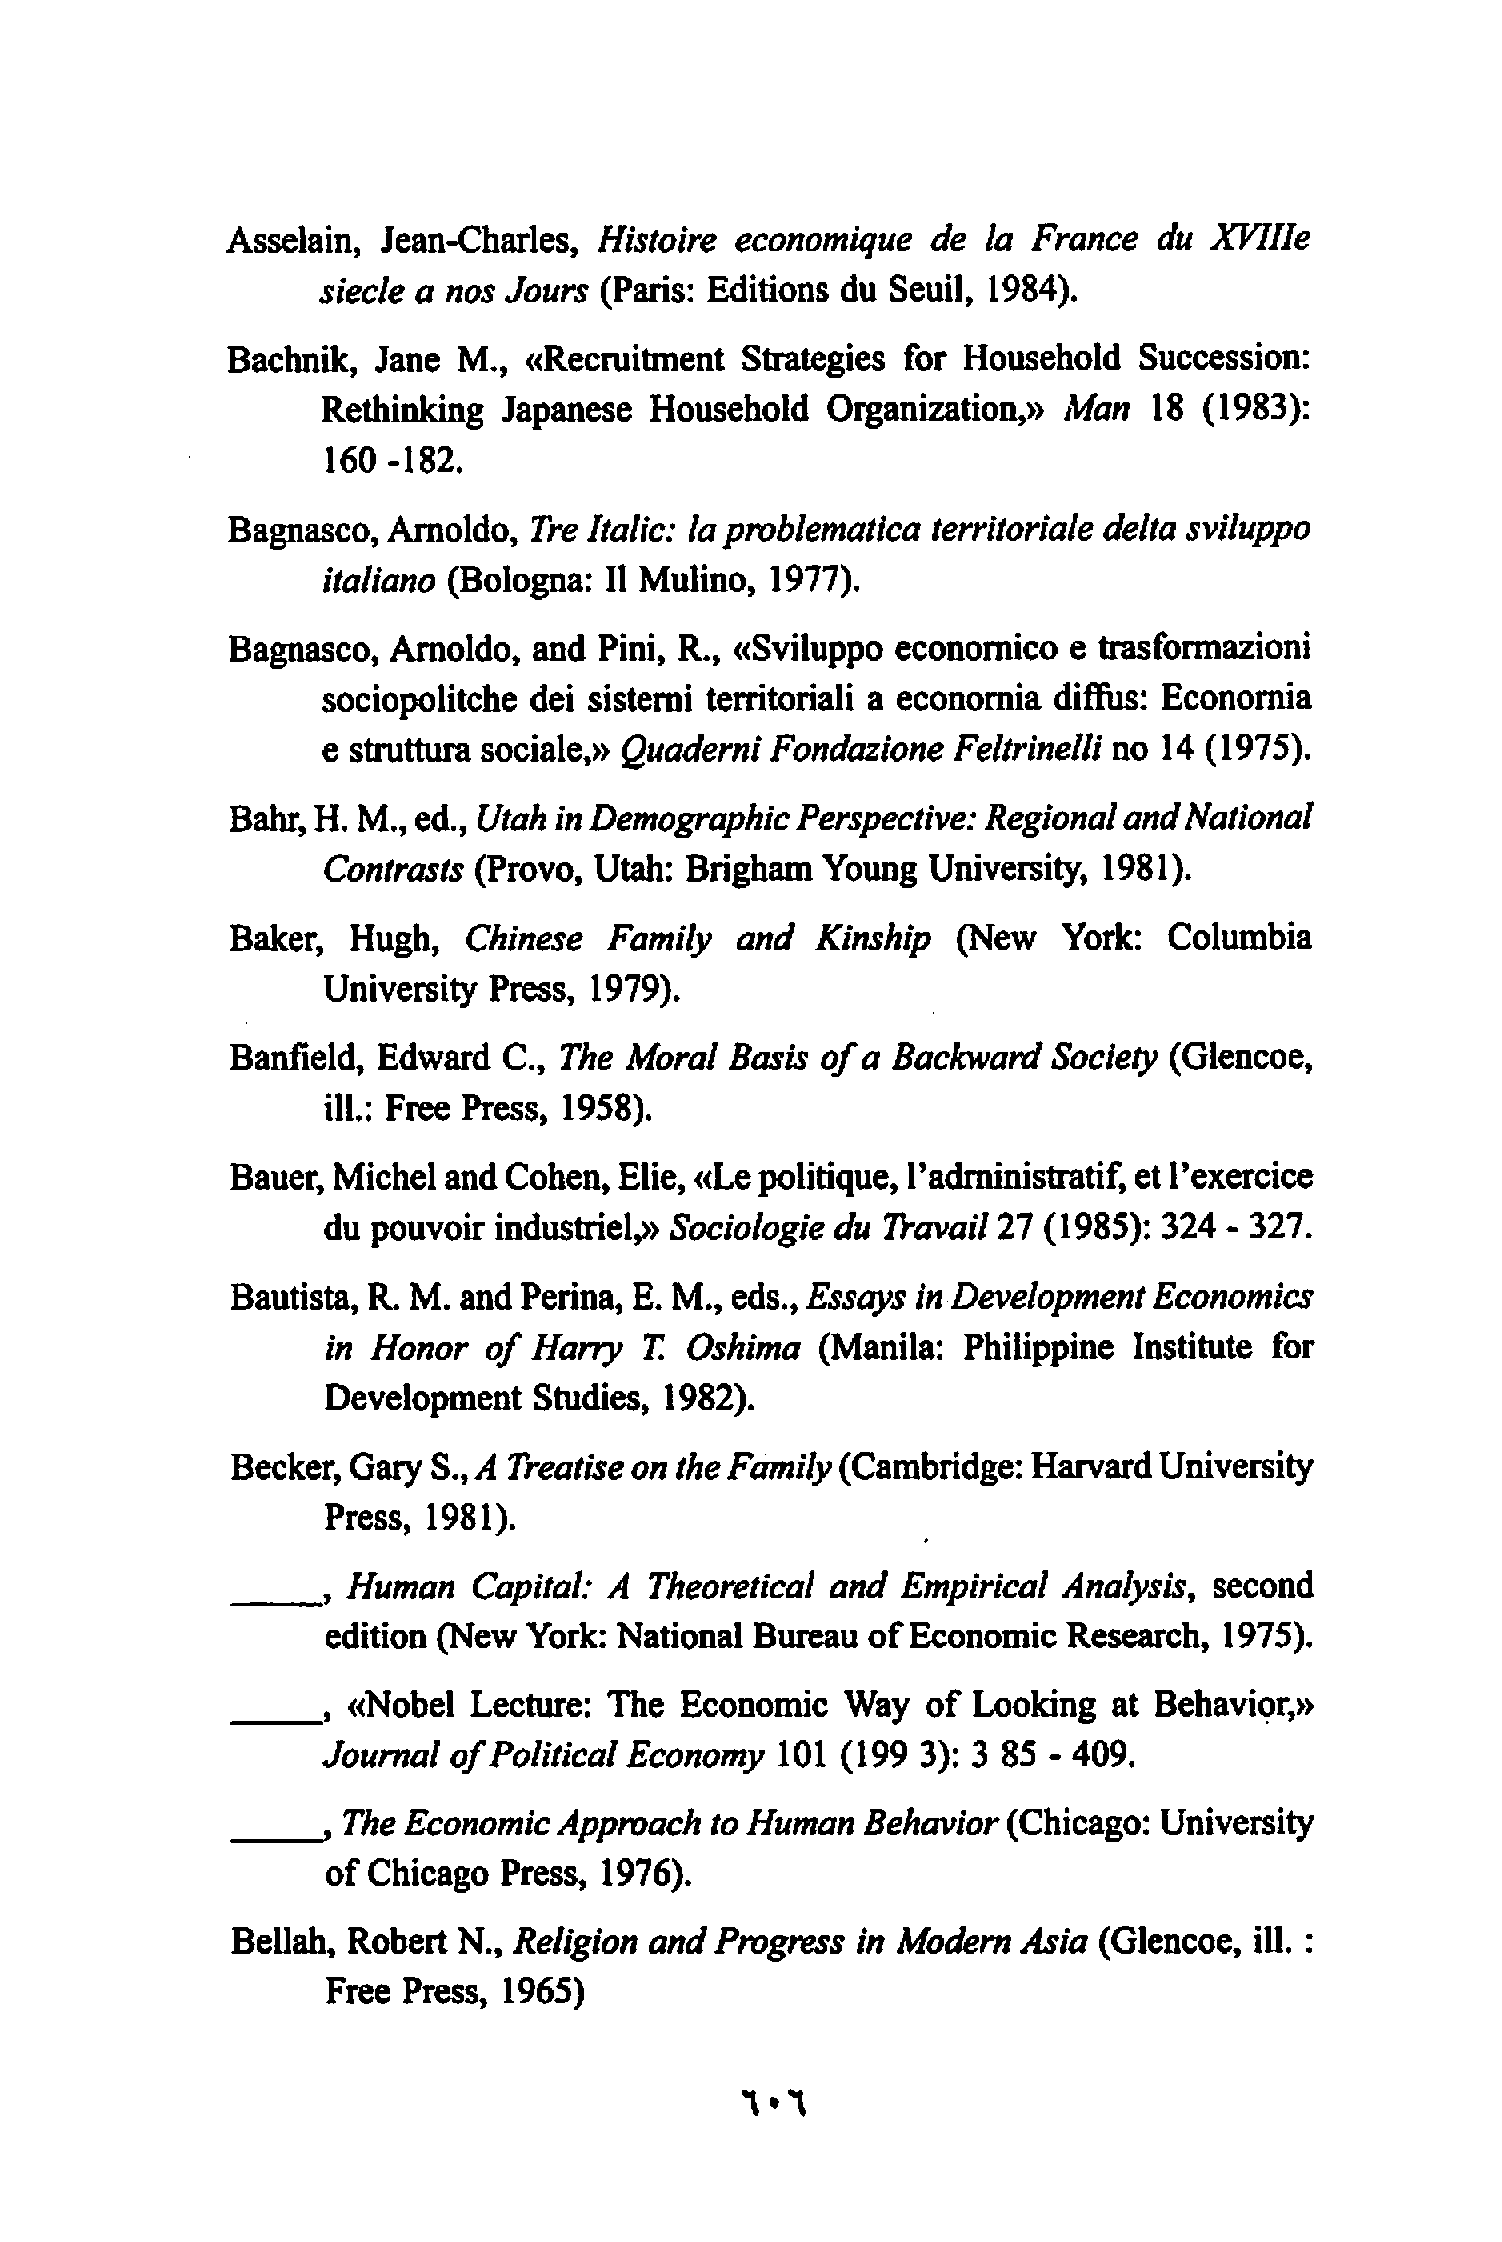 Asselain, Jean-Charles, Histoire economique de la France du XVIIIe
siecle a nos Jours (Paris: Editions du Seuil, 1984).
Bachnik, Jane M., «Recruitment Strategies for Household Succession:
Rethinking Japanese Household Organization,» Man 18 (1983):
160 -182.
Bagnasco, Arnoldo, Tre Italic: la problematica territoriale delta sviluppo
italiano (Bologna: Il Mulino, 1977).
Bagnasco, Arnoldo, and Pini, R., «Sviluppo economico e trasformazioni
sociopolitche dei sistemi territoriali a economia diffus: Economia
e struttura sociale,» Quaderni Fondazione Feltrinelli no 14 (1975).
Bahr, H. M., ed., Utah in Demographic Perspective: Regional and National
Contrasts (Provo, Utah: Brigham Young University, 1981).
Baker, Hugh, Chinese Family and Kinship (New York: Columbia
University Press, 1979).
Banfield, Edward C., The Moral Basis of a Backward Society (Glencoe,
ill.: Free Press, 1958).
Bauer, Michel and Cohen, Elie, «Le politique, l'administratif, et l'exercice
du pouvoir industriel,» Sociologie du Travail 27 (1985): 324 - 327.
Bautista, R. M. and Perina, E. M., eds., Essays in Development Economics
in Honor of Harry T. Oshima (Manila: Philippine Institute for
Development Studies, 1982).
Becker, Gary S., A Treatise on the Family (Cambridge: Harvard University
Press, 1981).
_____, Human Capital: A Theoretical and Empirical Analysis, second
edition (New York: National Bureau of Economic Research, 1975).
_____, «Nobel Lecture: The Economic Way of Looking at Behavior,»
Journal of Political Economy 101 (199 3): 3 85 - 409.
_____, The Economic Approach to Human Behavior (Chicago: University
of Chicago Press, 1976).
Bellah, Robert N., Religion and Progress in Modern Asia (Glencoe, ill. :
Free Press, 1965)
٦٠٦